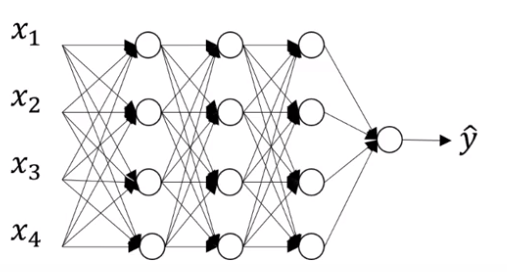 x₁
x₂
x₃
x₄
ŷ